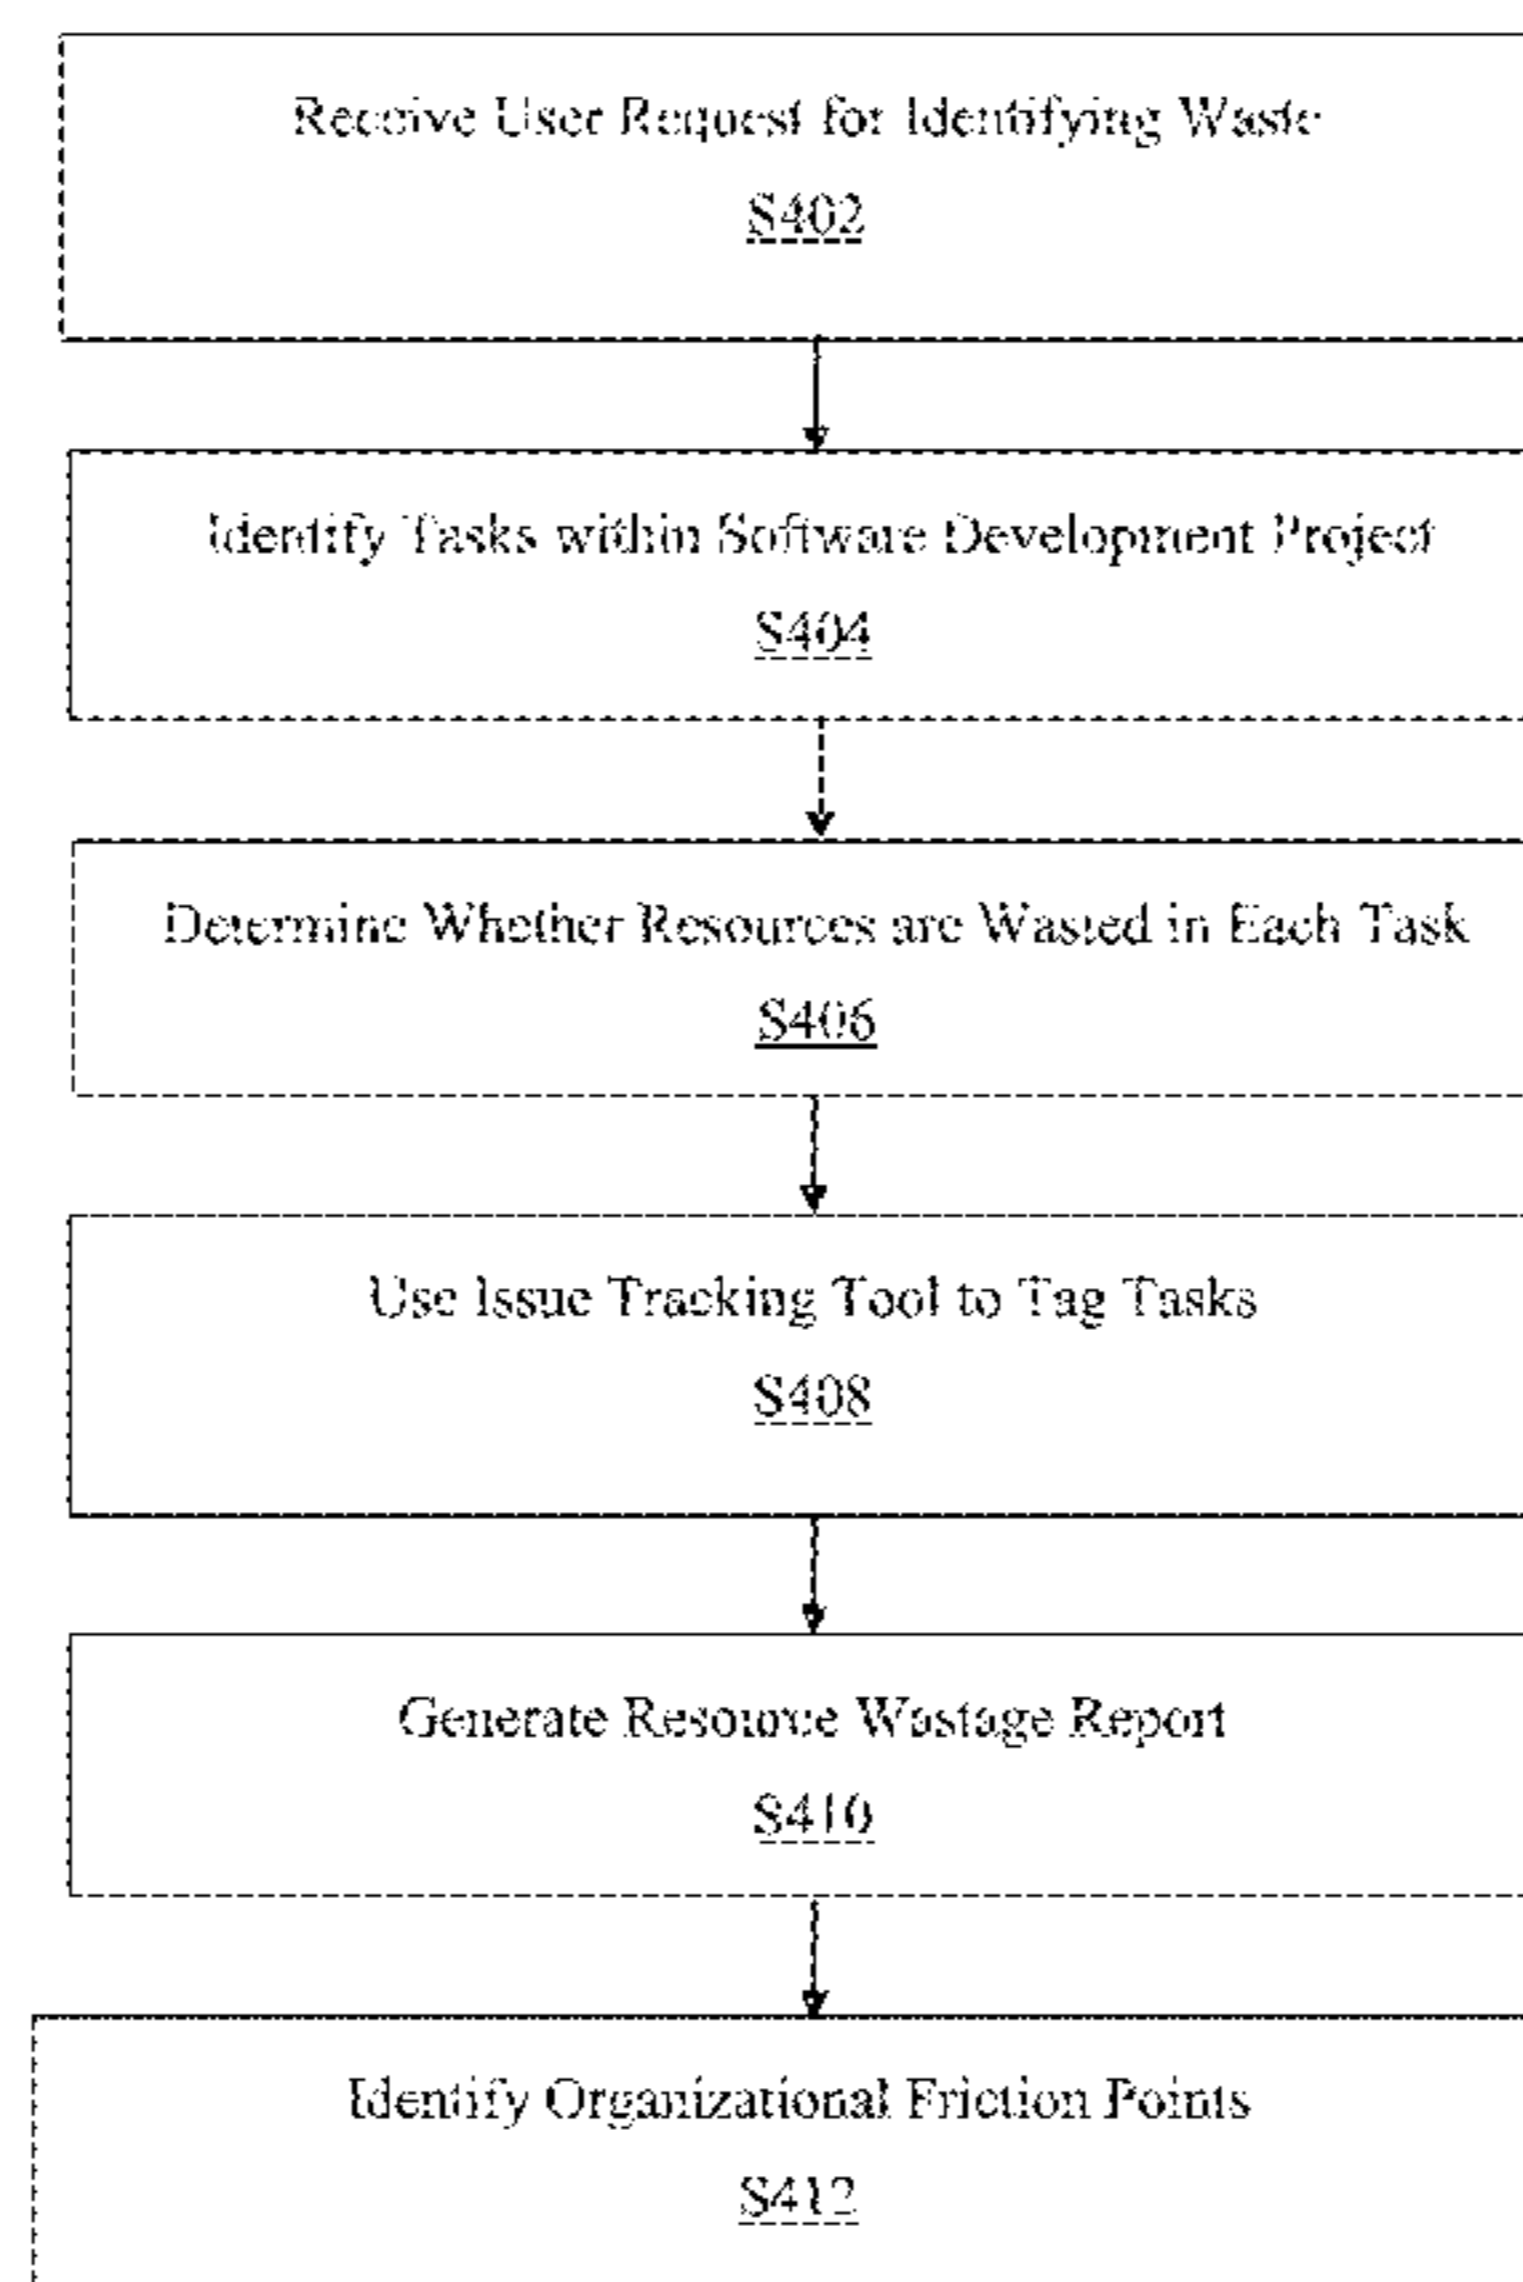 Receive User Request for Identifying Waste
S402
Identify Tasks within Software Development Project
S404
Determine Whether Resources are Wasted in Each Task
S406
Use Issue Tracking Tool to Tag Tasks
S408
Generate Resource Wastage Report
S410
Identify Organizational Friction Points
S412